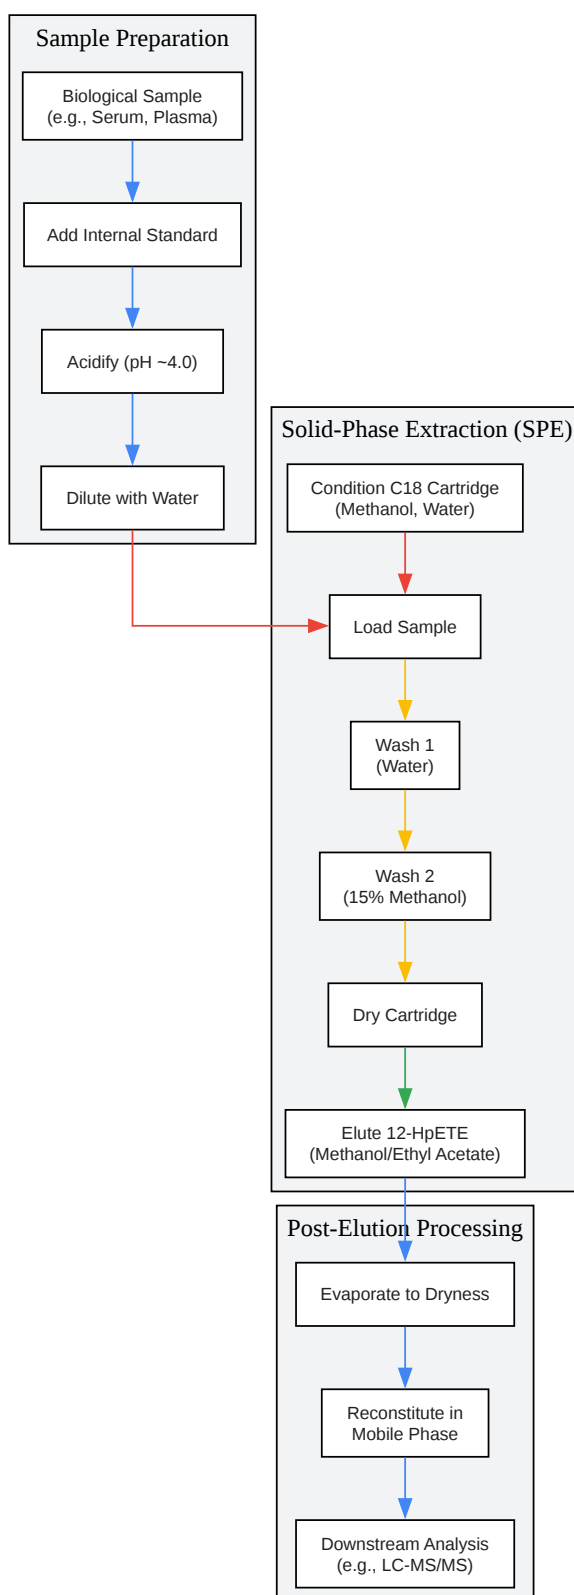 Sample Preparation
Biological Sample
(e.g., Serum, Plasma)
Add Internal Standard
Acidify (pH ~4.0)
Dilute with Water
Solid-Phase Extraction (SPE)
Condition C18 Cartridge
(Methanol, Water)
Load Sample
Wash 1
(Water)
Wash 2
(15% Methanol)
Dry Cartridge
Elute 12-HpETE
(Methanol/Ethyl Acetate)
Post-Elution Processing
Evaporate to Dryness
Reconstitute in
Mobile Phase
Downstream Analysis
(e.g., LC-MS/MS)